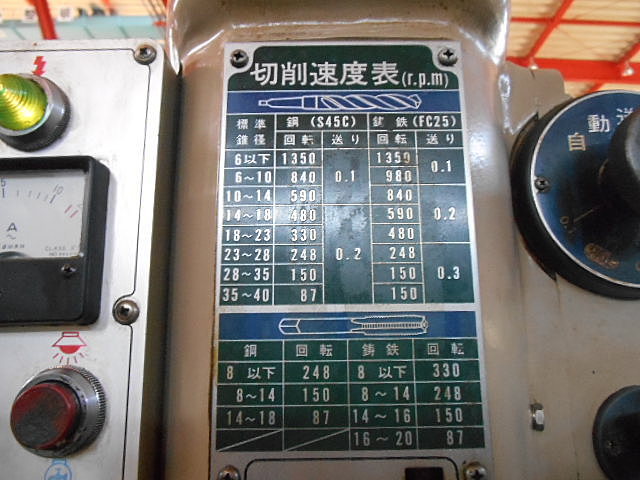 切削速度表(r.p.m)
標準 鋼(S45C) 鋳鉄(FC25)
錐径 回転 送り 回転 送り
6以下 1350 0.1 1350 0.1
6~10 840 980
10~14 590 840
14~18 480 0.2 590 0.2
18~23 330 480
23~28 248 248 0.3
28~35 150 150
35~40 87 150
鋼 回転 鋳鉄 回転
8以下 248 8以下 330
8~14 150 8~14 248
14~18 87 14~16 150
16~20 87
A
CLASS
自動送
0.1